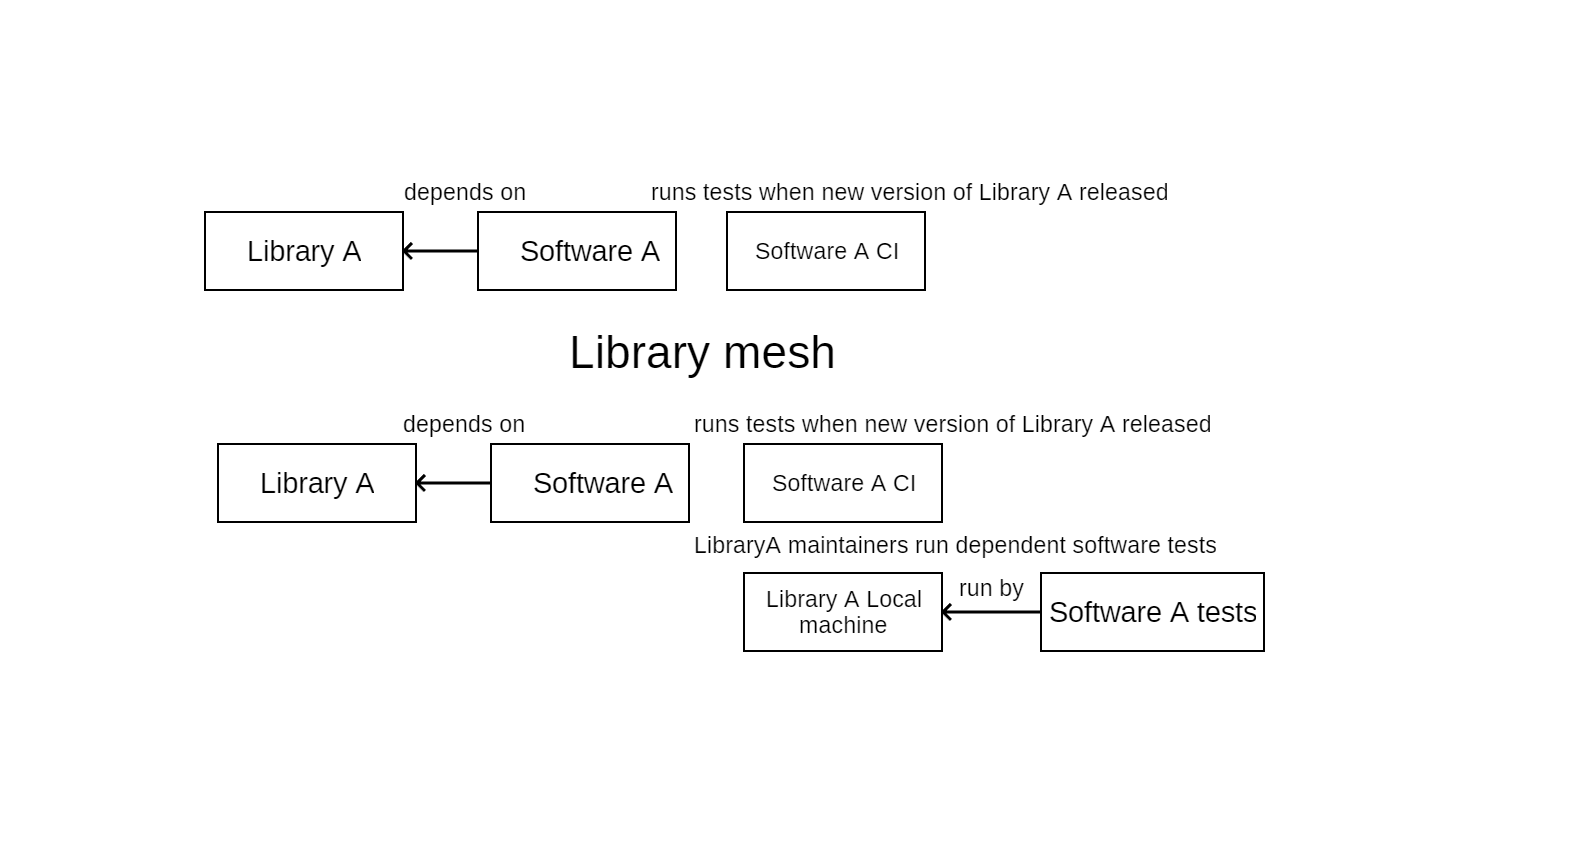 depends on
runs tests when new version of Library A released
Library A
Software A
Software A CI
Library mesh
depends on
runs tests when new version of Library A released
Library A
Software A
Software A CI
LibraryA maintainers run dependent software tests
Library A Local
machine
run by
Software A tests